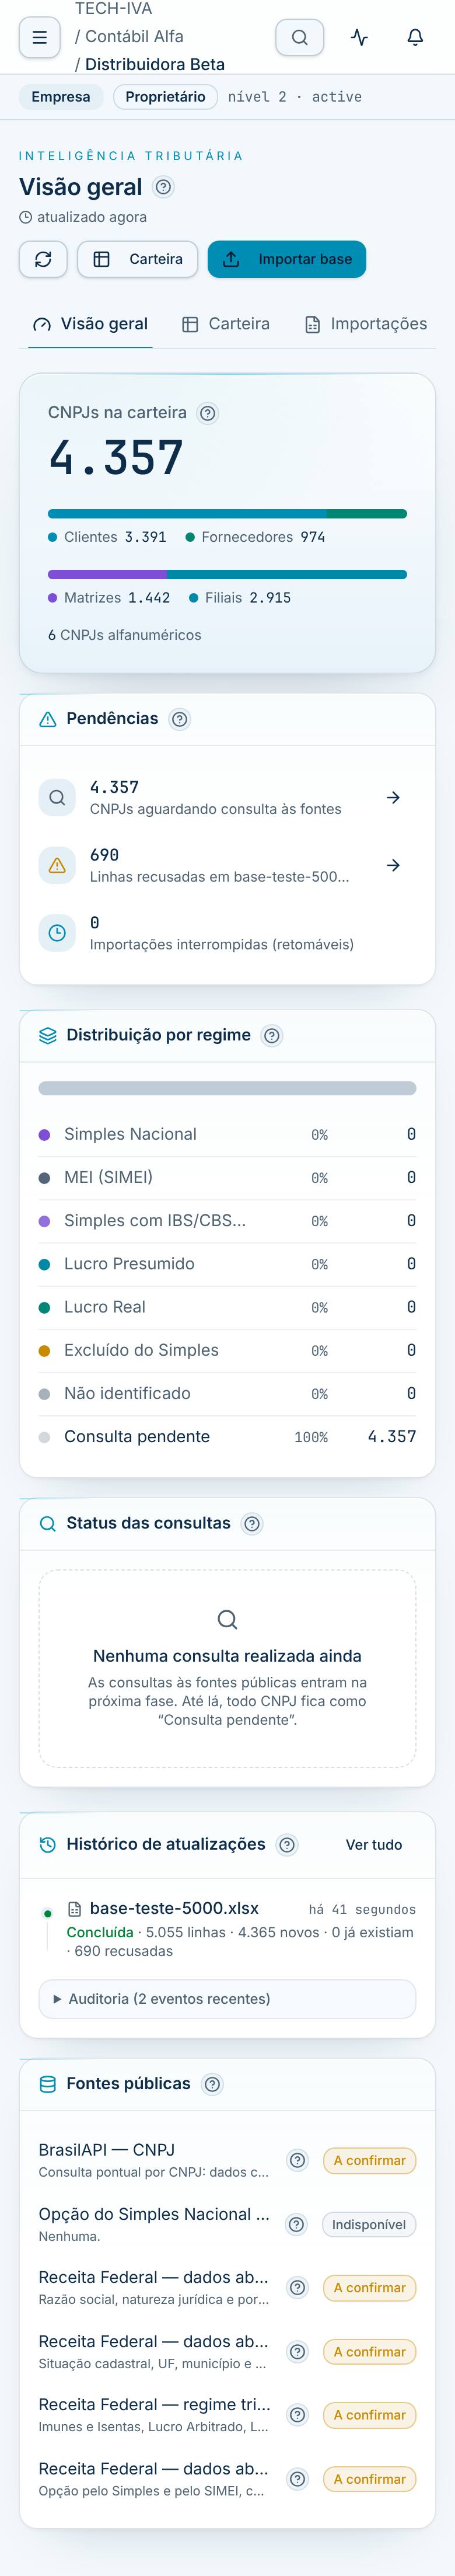 TECH-IVA
/ Contábil Alfa
/ Distribuidora Beta
Empresa Proprietário nível 2 · active
INTELIGÊNCIA TRIBUTÁRIA
Visão geral
atualizado agora
Carteira Importar base
Visão geral Carteira Importações
CNPJs na carteira
4.357
Clientes 3.391 Fornecedores 974
Matrizes 1.442 Filiais 2.915
6 CNPJs alfanuméricos
Pendências
4.357
CNPJs aguardando consulta às fontes
690
Linhas recusadas em base-teste-500...
0
Importações interrompidas (retomáveis)
Distribuição por regime
Simples Nacional 0% 0
MEI (SIMEI) 0% 0
Simples com IBS/CBS... 0% 0
Lucro Presumido 0% 0
Lucro Real 0% 0
Excluído do Simples 0% 0
Não identificado 0% 0
Consulta pendente 100% 4.357
Status das consultas
Nenhuma consulta realizada ainda
As consultas às fontes públicas entram na
próxima fase. Até lá, todo CNPJ fica como
“Consulta pendente”.
Histórico de atualizações Ver tudo
base-teste-5000.xlsx há 41 segundos
Concluída · 5.055 linhas · 4.365 novos · 0 já existiam
· 690 recusadas
Auditoria (2 eventos recentes)
Fontes públicas
BrasilAPI — CNPJ A confirmar
Consulta pontual por CNPJ: dados c...
Opção do Simples Nacional ... Indisponível
Nenhuma.
Receita Federal — dados ab... A confirmar
Razão social, natureza jurídica e por...
Receita Federal — dados ab... A confirmar
Situação cadastral, UF, município e ...
Receita Federal — regime tri... A confirmar
Imunes e Isentas, Lucro Arbitrado, L...
Receita Federal — dados ab... A confirmar
Opção pelo Simples e pelo SIMEI, c...